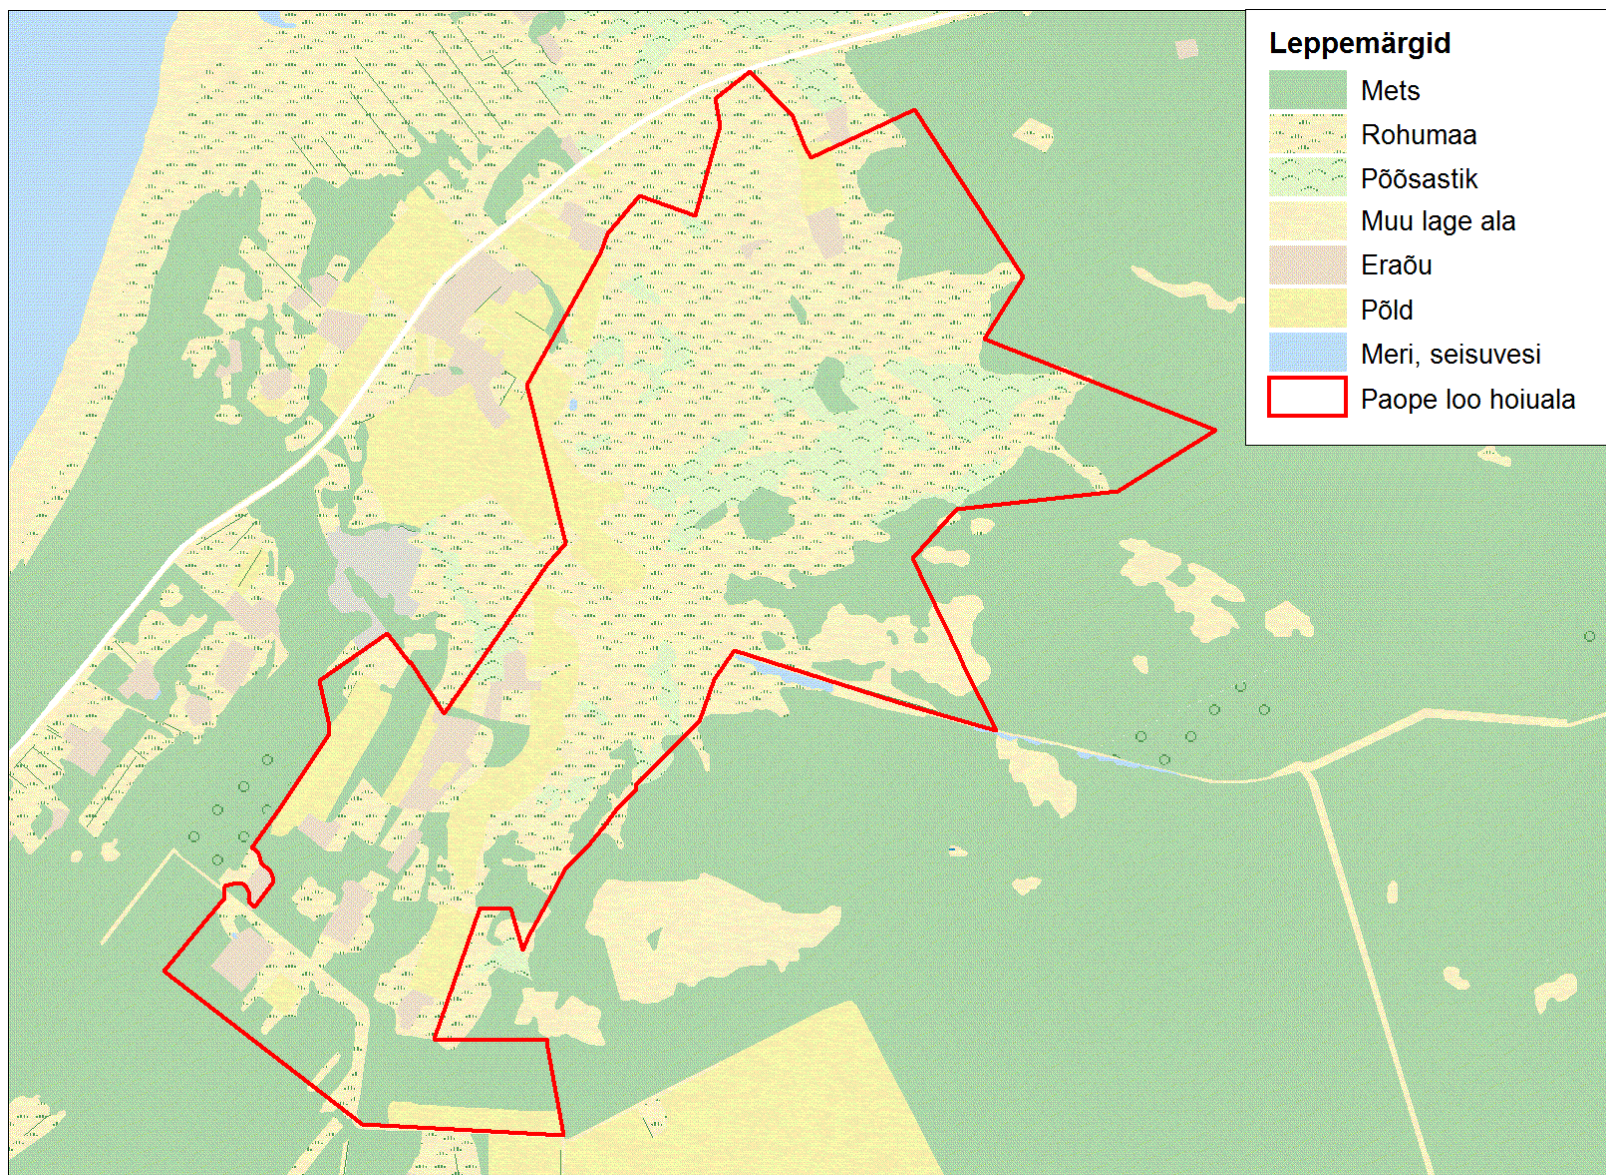 Leppemärgid
Mets
Rohumaa
Põõsastik
Muu lage ala
Eraõu
Põld
Meri, seisuvesi
Paope loo hoiuala